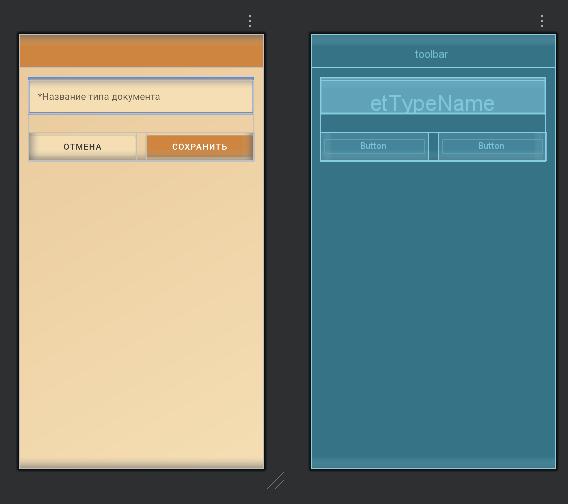 toolbar
*Название типа документа
etTypeName
ОТМЕНА
СОХРАНИТЬ
Button
Button